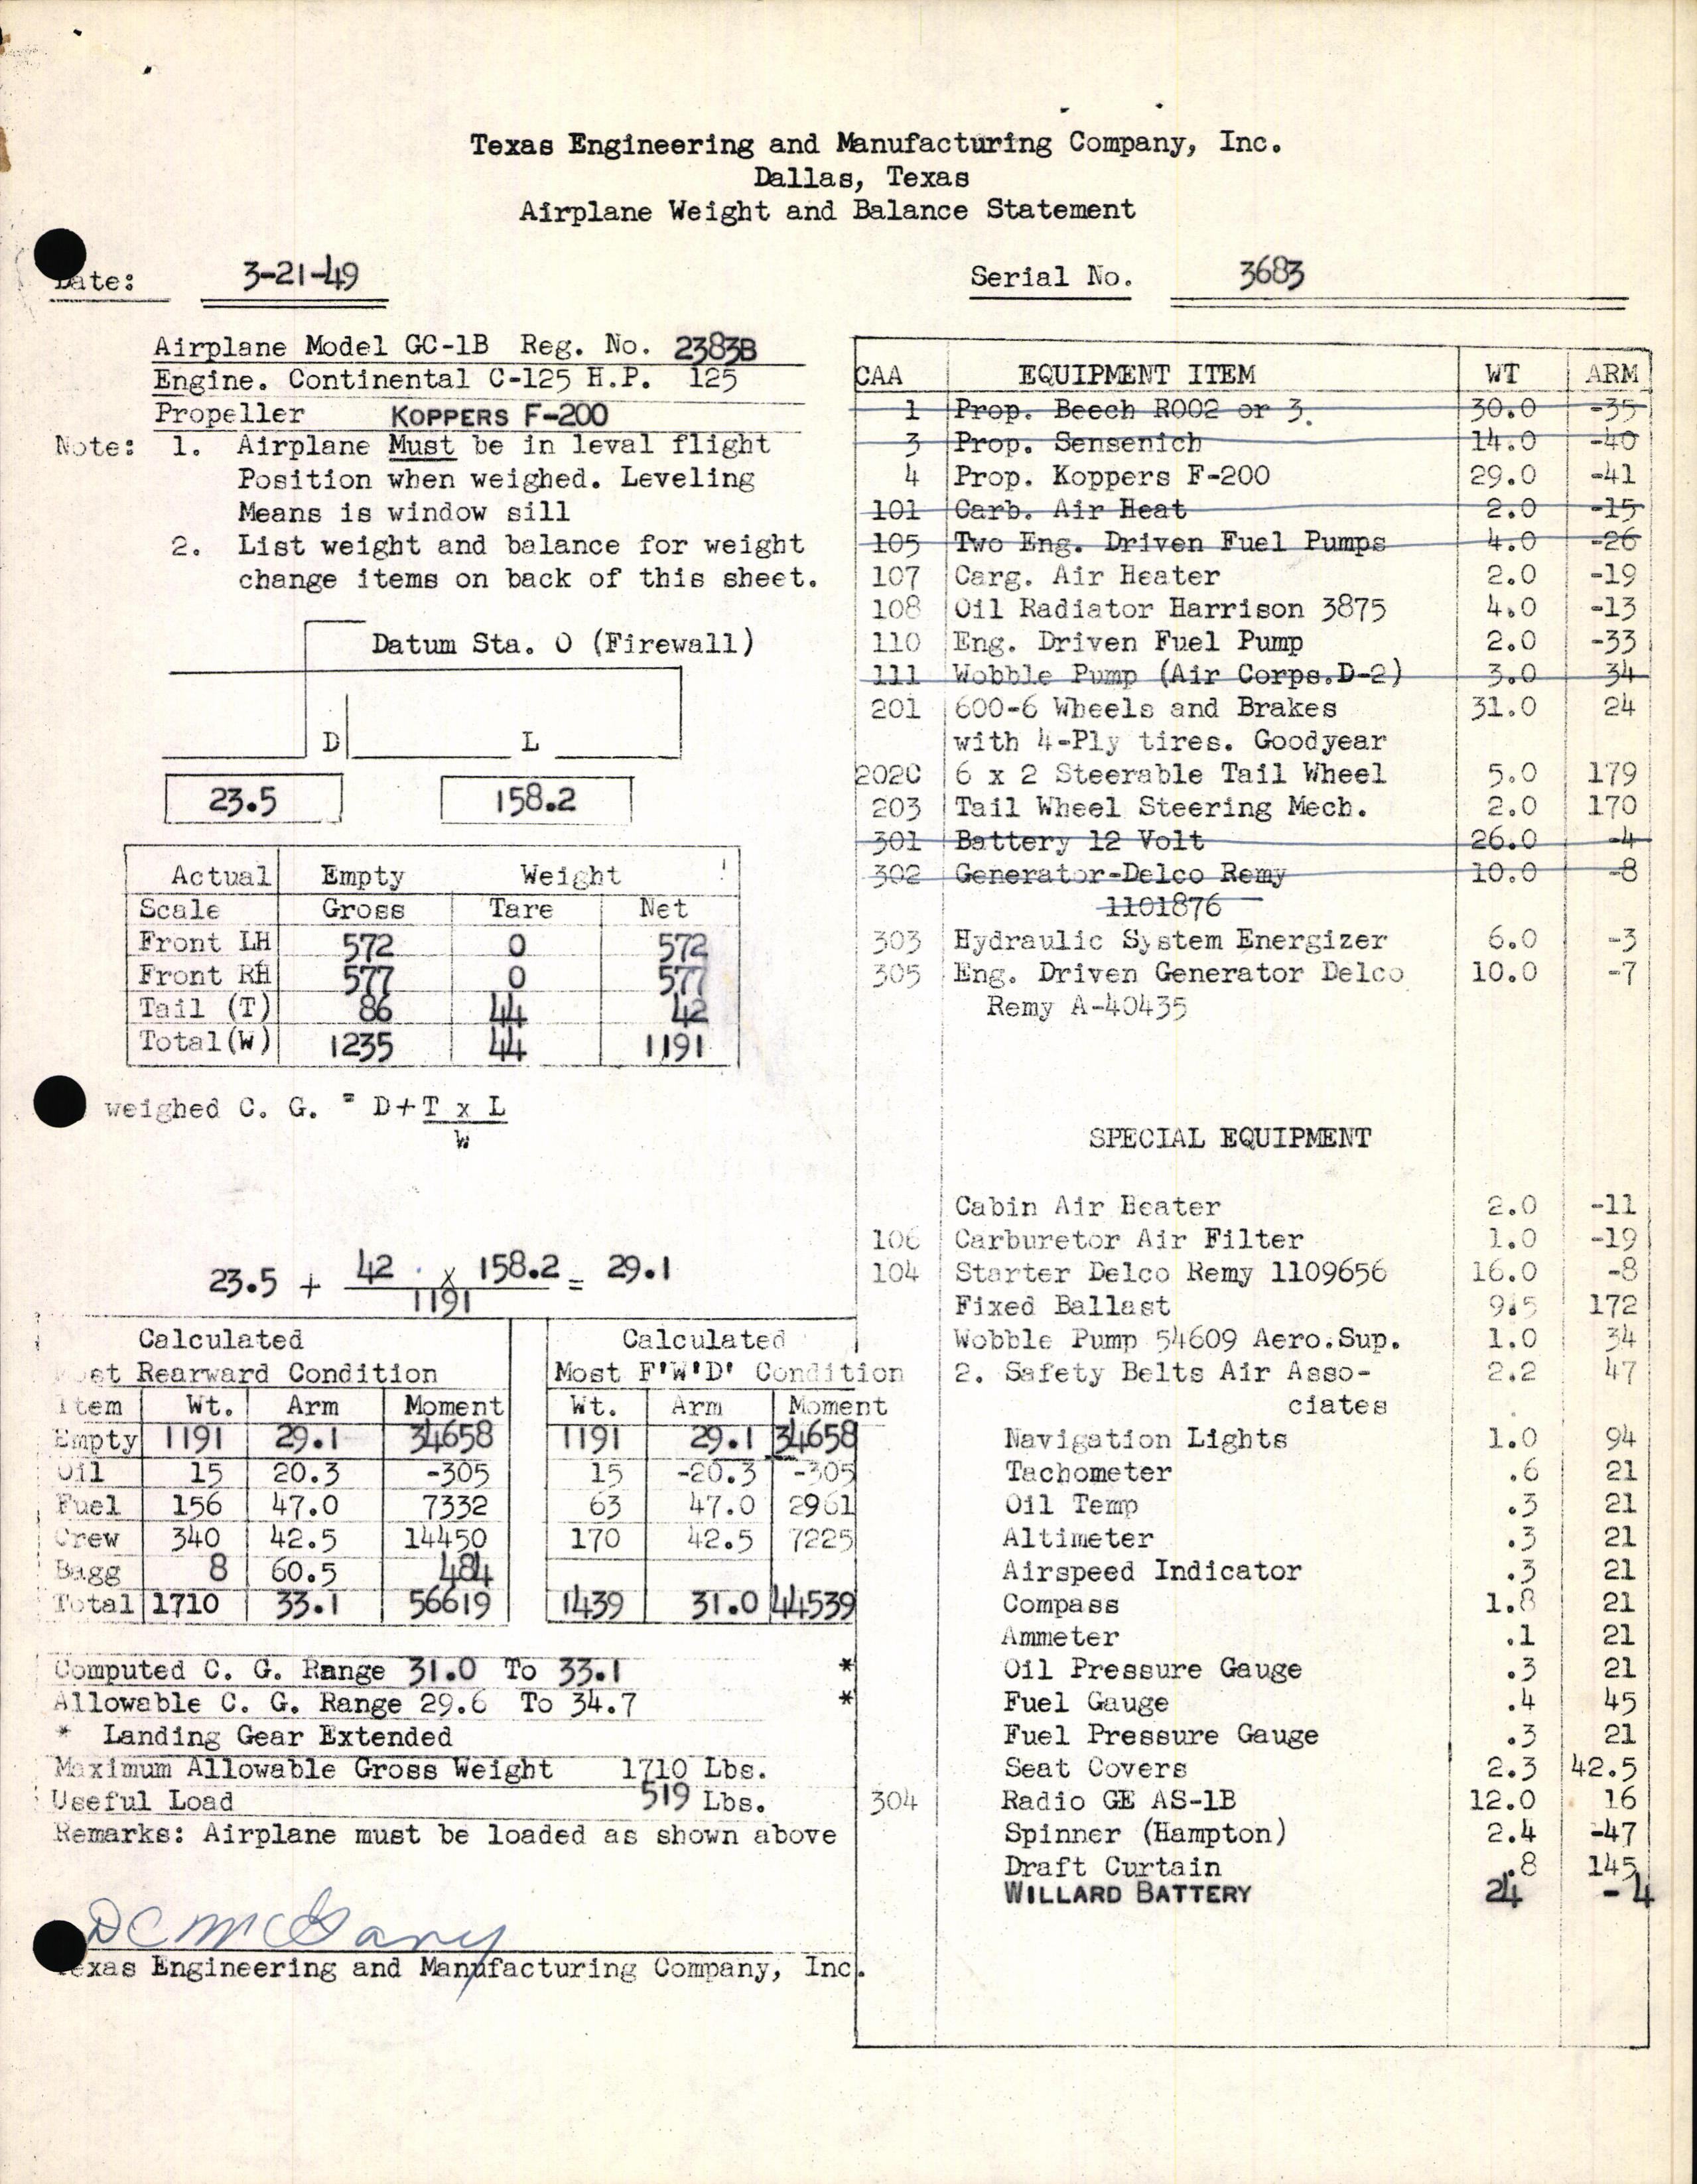 Texas Engineering and Manufacturing Company, Inc.
Dallas, Texas
Airplane Weight and Balance Statement
Date: 3-21-49
Serial No. 3683
Airplane Model GC-1B Reg. No. 2383B
Engine. Continental C-125 H.P. 125
Propeller KOPPERS F-200
Note: 1. Airplane Must be in leval flight
Position when weighed. Leveling
Means is window sill
2. List weight and balance for weight
change items on back of this sheet.
Datum Sta. 0 (Firewall)
D L
23.5 158.2
Actual Empty Weight
Scale Gross Tare Net
Front LH 572 0 572
Front RH 577 0 577
Tail (T) 86 44 42
Total(W) 1235 44 1191
weighed C. G. = D+T x L
W
23.5 + 42 x 158.2 = 29.1
1191
Calculated
Most Rearward Condition
Item Wt. Arm Moment
Empty 1191 29.1 34658
Oil 15 20.3 -305
Fuel 156 47.0 7332
Crew 340 42.5 14450
Bagg 8 60.5 484
Total 1710 33.1 56619
Calculated
Most F'W'D' Condition
Wt. Arm Moment
1191 29.1 34658
15 -20.3 -305
63 47.0 2961
170 42.5 7225
1439 31.0 44539
Computed C. G. Range 31.0 To 33.1 *
Allowable C. G. Range 29.6 To 34.7 *
* Landing Gear Extended
Maximum Allowable Gross Weight 1710 Lbs.
Useful Load 519 Lbs.
Remarks: Airplane must be loaded as shown above
DC McGary
Texas Engineering and Manufacturing Company, Inc.
CAA EQUIPMENT ITEM WT ARM
1 Prop. Beech R002 or 3. 30.0 -35
3 Prop. Sensenich 14.0 -40
4 Prop. Koppers F-200 29.0 -41
101 Carb. Air Heat 2.0 -15
105 Two Eng. Driven Fuel Pumps 4.0 -26
107 Carg. Air Heater 2.0 -19
108 Oil Radiator Harrison 3875 4.0 -13
110 Eng. Driven Fuel Pump 2.0 -33
111 Wobble Pump (Air Corps.D-2) 3.0 34
201 600-6 Wheels and Brakes 31.0 24
with 4-Ply tires. Goodyear
202C 6 x 2 Steerable Tail Wheel 5.0 179
203 Tail Wheel Steering Mech. 2.0 170
301 Battery 12 Volt 26.0 -4
302 Generator-Delco Remy 10.0 -8
1101876
303 Hydraulic System Energizer 6.0 -3
305 Eng. Driven Generator Delco 10.0 -7
Remy A-40435
SPECIAL EQUIPMENT
Cabin Air Heater 2.0 -11
106 Carburetor Air Filter 1.0 -19
104 Starter Delco Remy 1109656 16.0 -8
Fixed Ballast 9.5 172
Wobble Pump 54609 Aero.Sup. 1.0 34
2. Safety Belts Air Asso- 2.2 47
ciates
Navigation Lights 1.0 94
Tachometer .6 21
Oil Temp .3 21
Altimeter .3 21
Airspeed Indicator .3 21
Compass 1.8 21
Ammeter .1 21
Oil Pressure Gauge .3 21
Fuel Gauge .4 45
Fuel Pressure Gauge .3 21
Seat Covers 2.3 42.5
304 Radio GE AS-1B 12.0 16
Spinner (Hampton) 2.4 -47
Draft Curtain .8 145
WILLARD BATTERY 24 -4